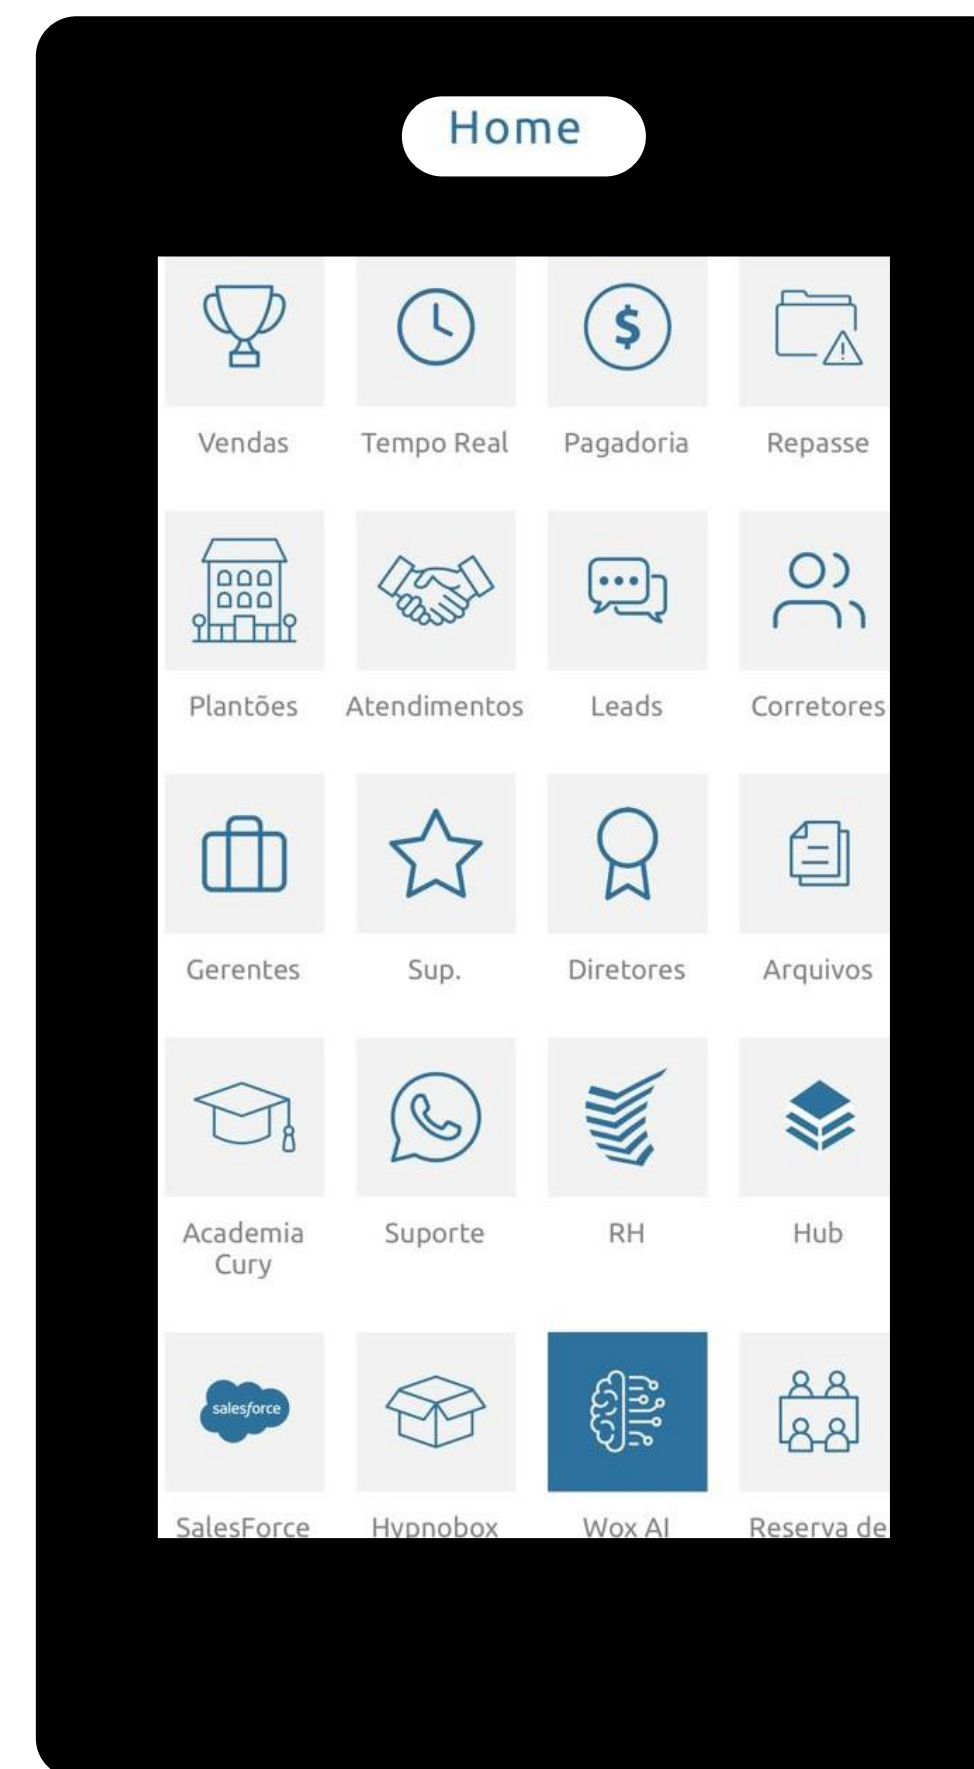 Home
$
Vendas Tempo Real Pagadoria Repasse
Plantões Atendimentos Leads Corretores
Gerentes Sup. Diretores Arquivos
Academia Suporte RH Hub
Cury
salesforce
SalesForce Hypnobox Wox AI Reserva de